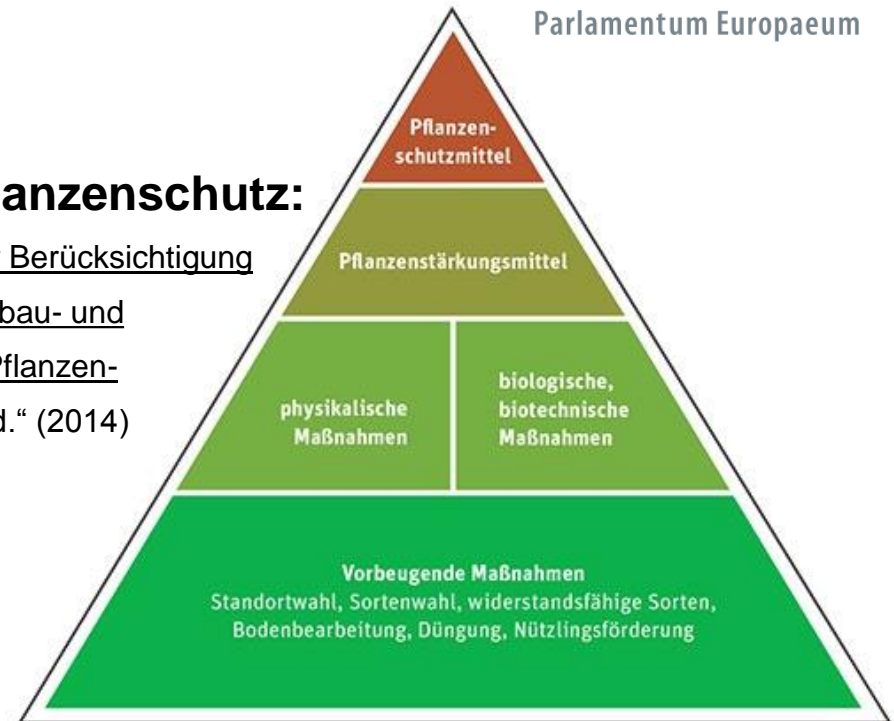 Parlamentum Europaeum
lanzenschutz:
Berücksichtigung
bau- und
Pflanzen-
d.“ (2014)
Pflanzen-
schutzmittel
Pflanzenstärkungsmittel
physikalische
Maßnahmen
biologische,
biotechnische
Maßnahmen
Vorbeugende Maßnahmen
Standortwahl, Sortenwahl, widerstandsfähige Sorten,
Bodenbearbeitung, Düngung, Nützlingsförderung